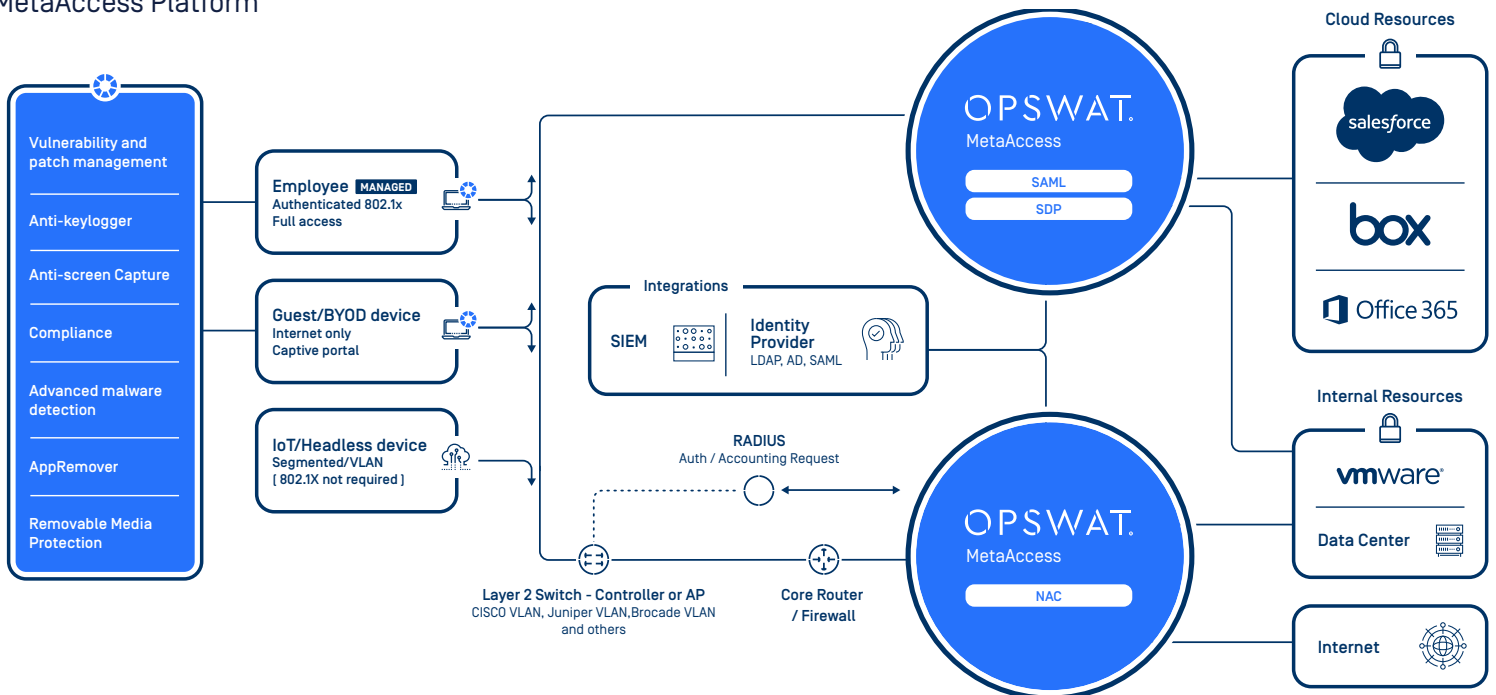 MetaAccess Platform
Vulnerability and
patch management
Anti-keylogger
Anti-screen Capture
Compliance
Advanced malware
detection
AppRemover
Removable Media
Protection
Employee MANAGED
Authenticated 802.1x
Full access
Guest/BYOD device
Internet only
Captive portal
IoT/Headless device
Segmented/VLAN
[ 802.1X not required ]
Integrations
SIEM
Identity
Provider
LDAP, AD, SAML
RADIUS
Auth / Accounting Request
Layer 2 Switch - Controller or AP
CISCO VLAN, Juniper VLAN,Brocade VLAN
and others
Core Router
/ Firewall
OPSWAT.
MetaAccess
SAML
SDP
OPSWAT.
MetaAccess
NAC
Cloud Resources
salesforce
box
Office 365
Internal Resources
vmware®
Data Center
Internet